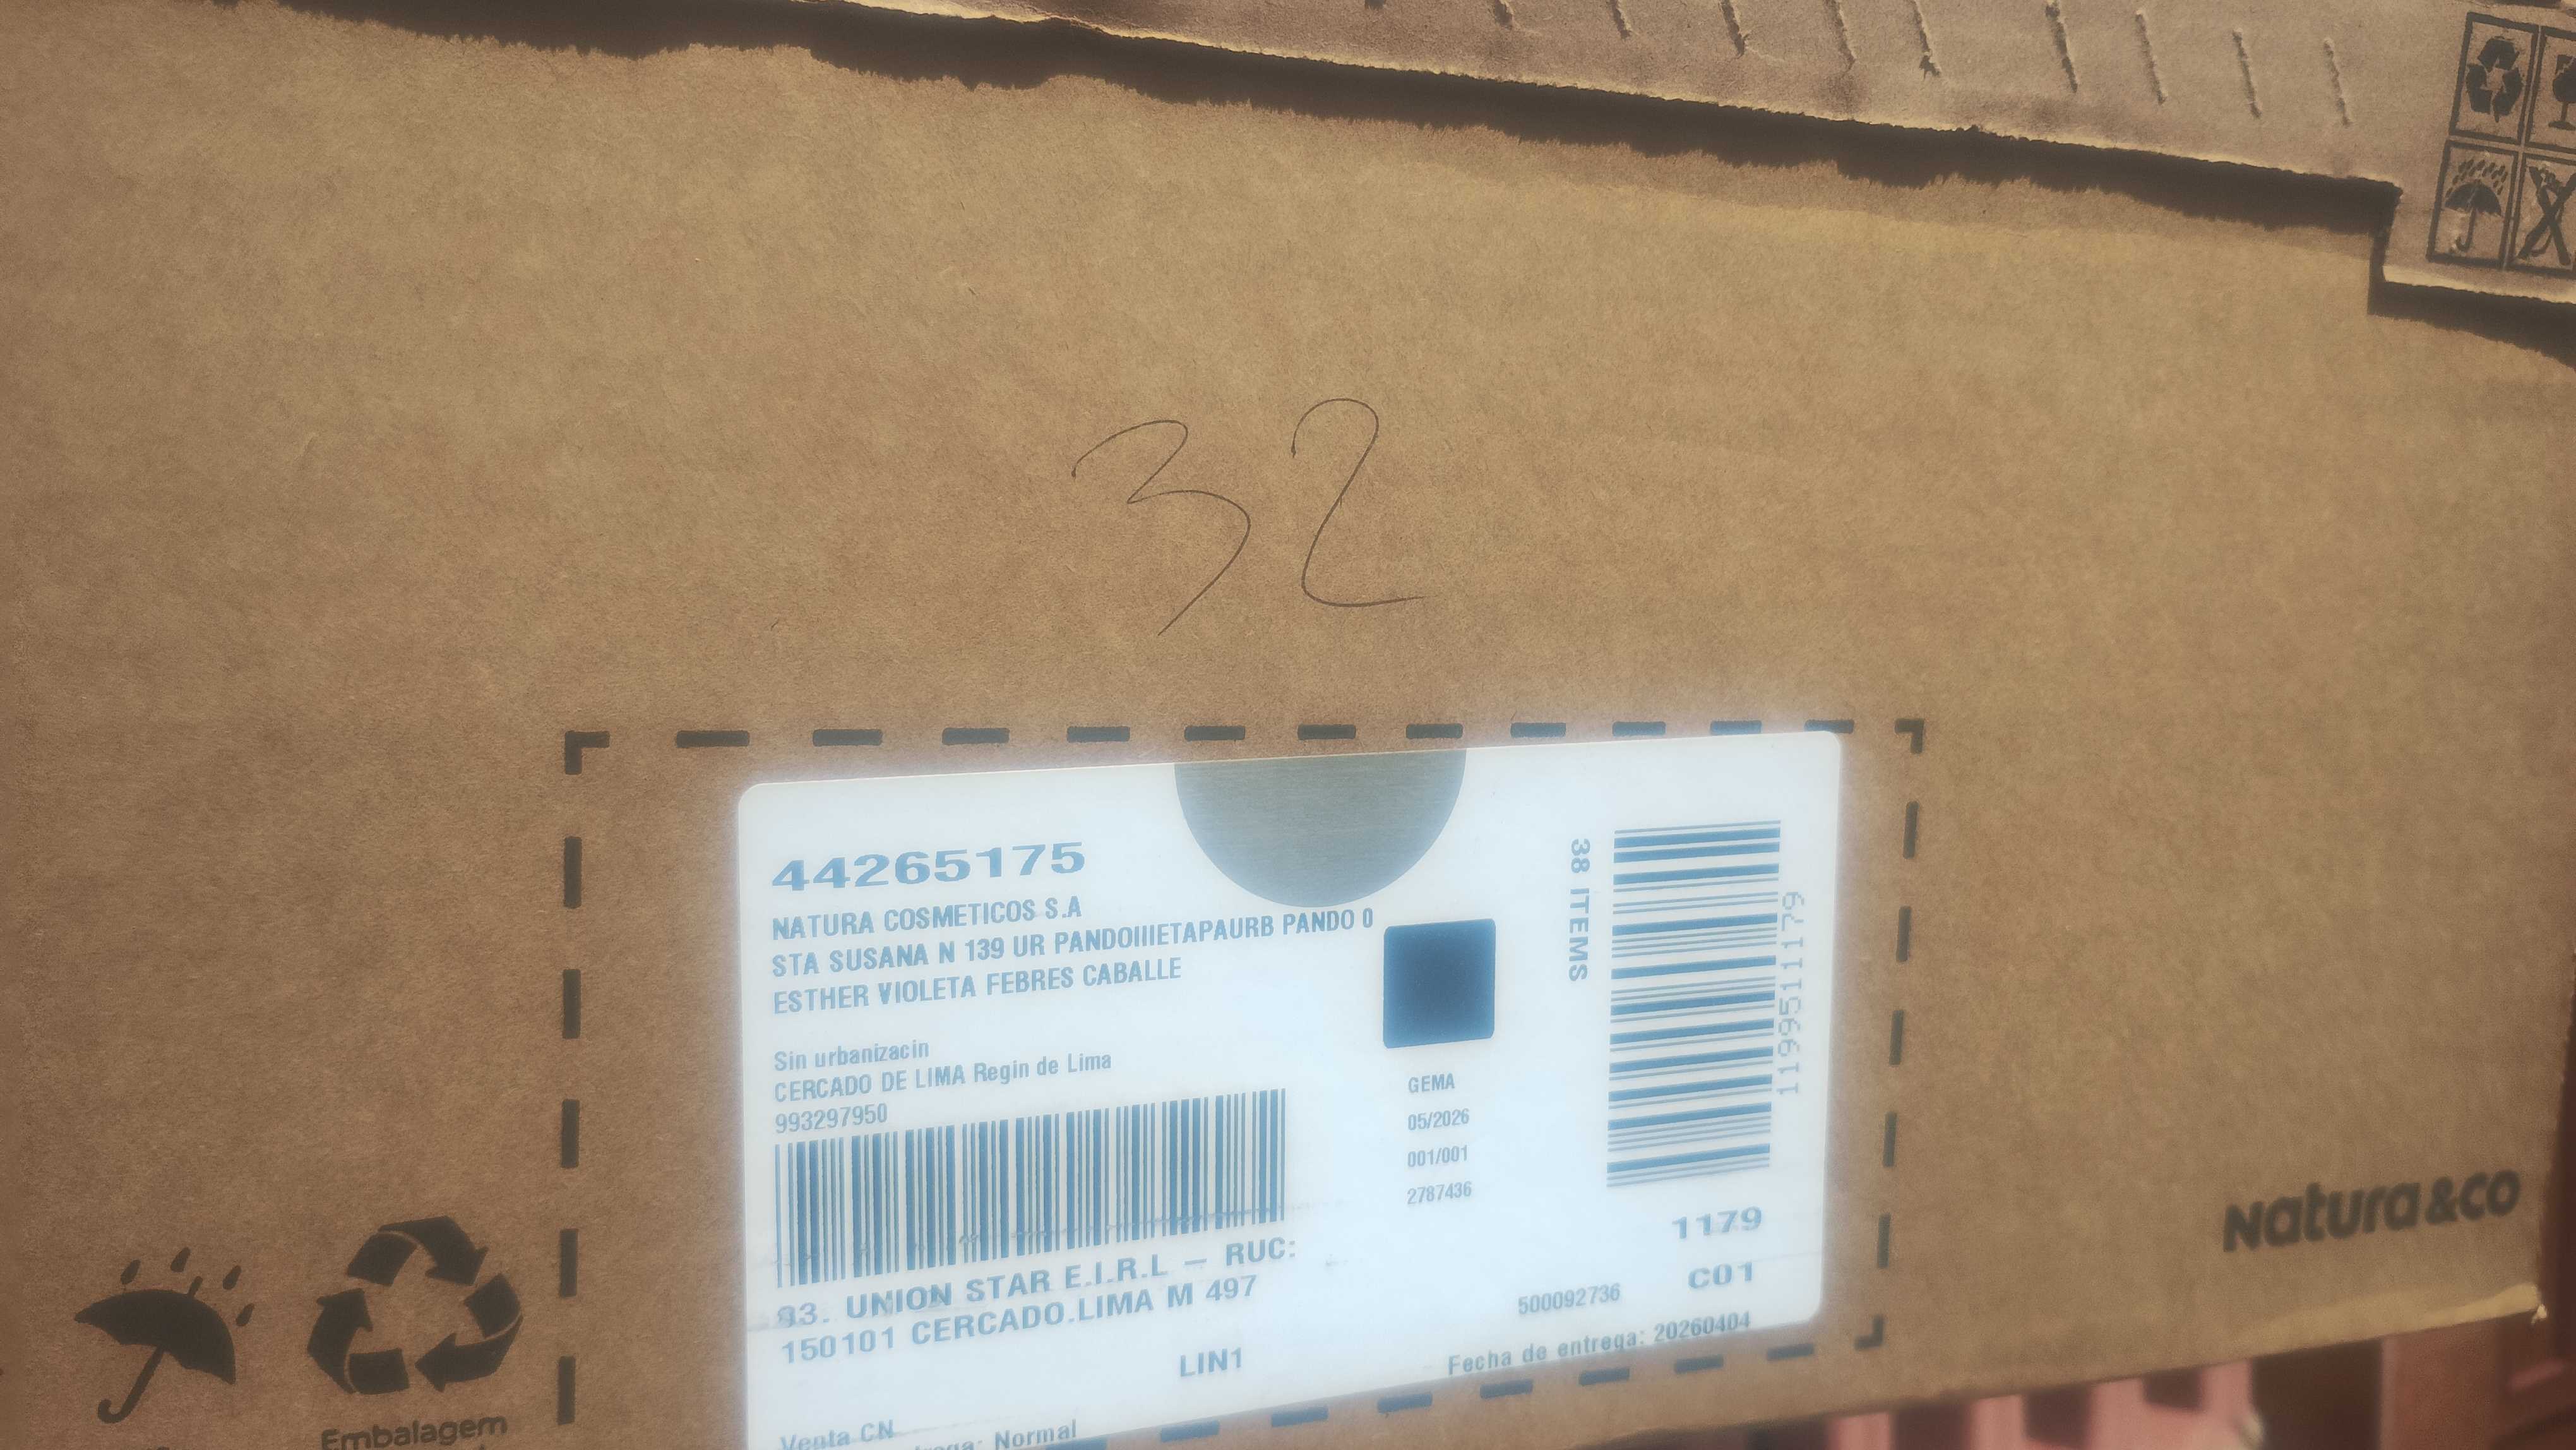 32
44265175
NATURA COSMETICOS S.A
STA SUSANA N 139 UR PANDOIIIETAPAURB PANDO 0
ESTHER VIOLETA FEBRES CABALLE
Sin urbanizacin
CERCADO DE LIMA Regin de Lima
993297950
93. UNION STAR E.I.R.L – RUC:
150101 CERCADO.LIMA M 497
LIN1
Venta CN
Normal
GEMA
05/2026
001/001
2787436
38 ITEMS
1199511179
1179
C01
500092736
Fecha de entrega: 20260404
Natura &co
Embalagem